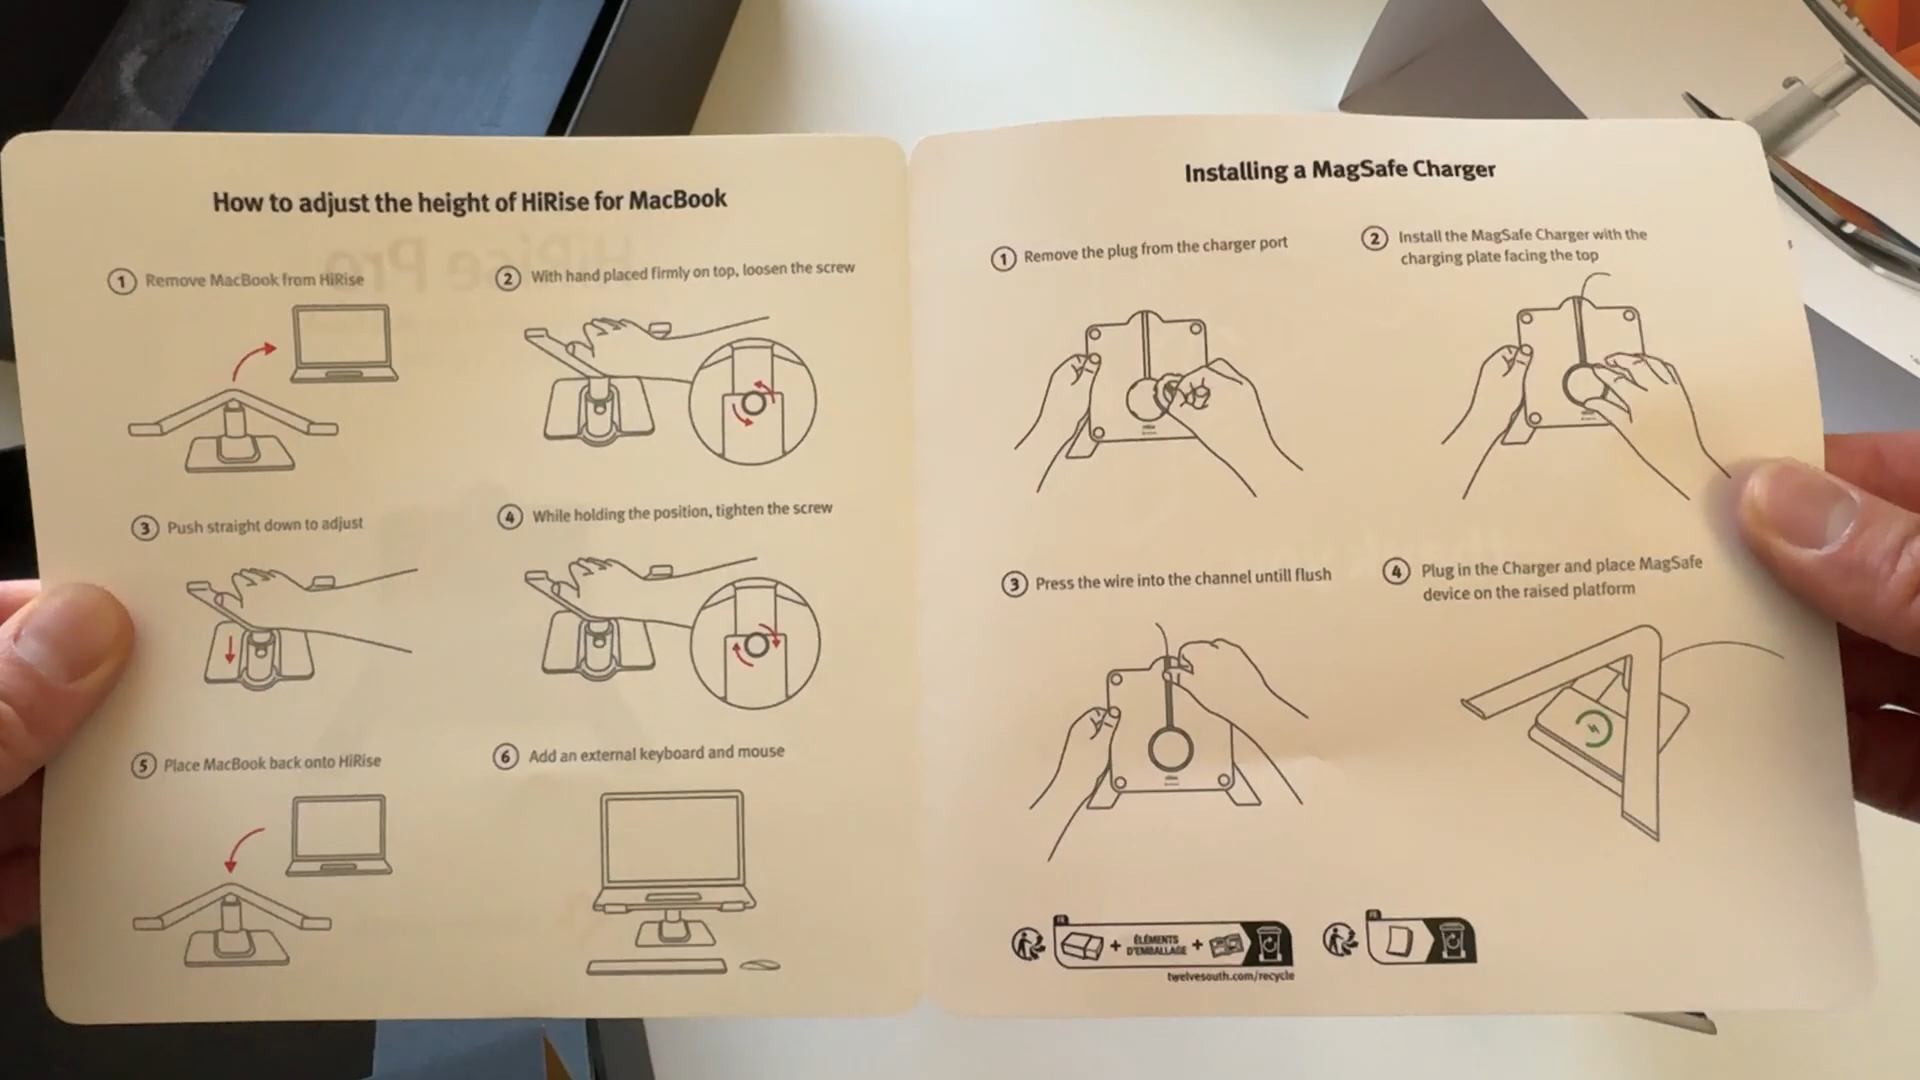 How to adjust the height of HiRise for MacBook
1 Remove MacBook from HiRise
2 With hand placed firmly on top, loosen the screw
3 Push straight down to adjust
4 While holding the position, tighten the screw
5 Place MacBook back onto HiRise
6 Add an external keyboard and mouse
Installing a MagSafe Charger
1 Remove the plug from the charger port
2 Install the MagSafe Charger with the
charging plate facing the top
3 Press the wire into the channel untill flush
4 Plug in the Charger and place MagSafe
device on the raised platform
FR
+ ÉLÉMENTS
D'EMBALLAGE +
twelvesouth.com/recycle
FR